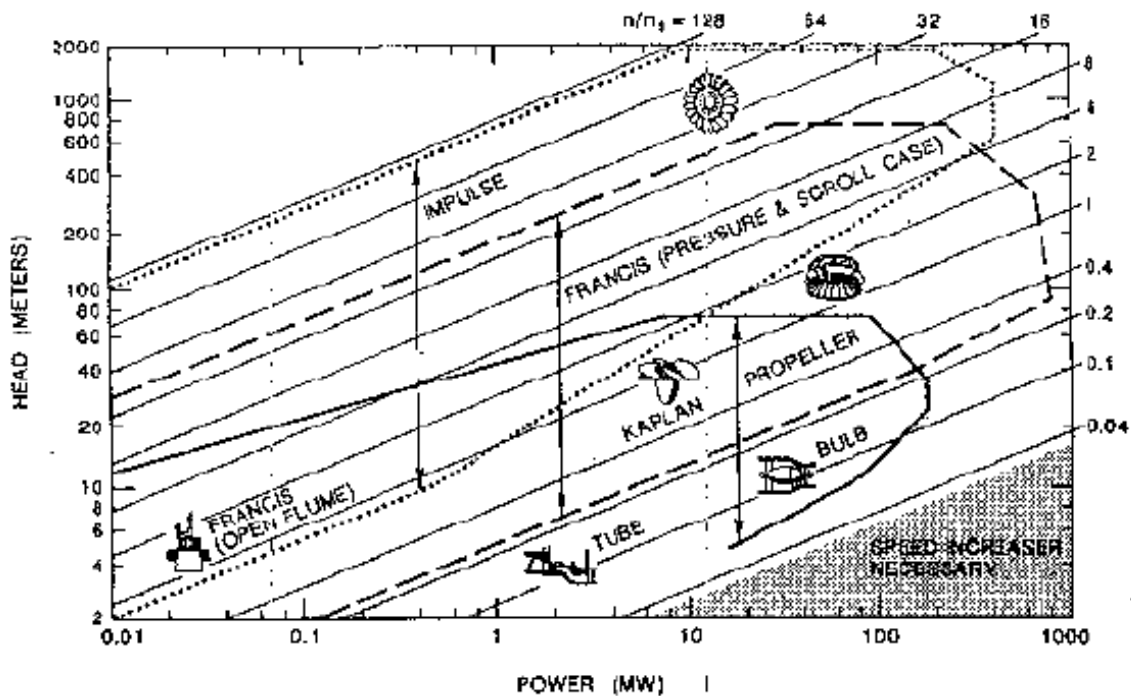 n/ns = 128 64 32 16
2000
1000
800
600
400
200
100
80
60
40
20
10
8
6
4
2
HEAD (METERS)
8
4
2
1
0.4
0.2
0.1
0.04
IMPULSE
FRANCIS (PRESSURE & SCROLL CASE)
PROPELLER
KAPLAN
BULB
FRANCIS
(OPEN FLUME)
TUBE
SPEED INCREASER
NECESSARY
0.01 0.1 1 10 100 1000
POWER (MW)